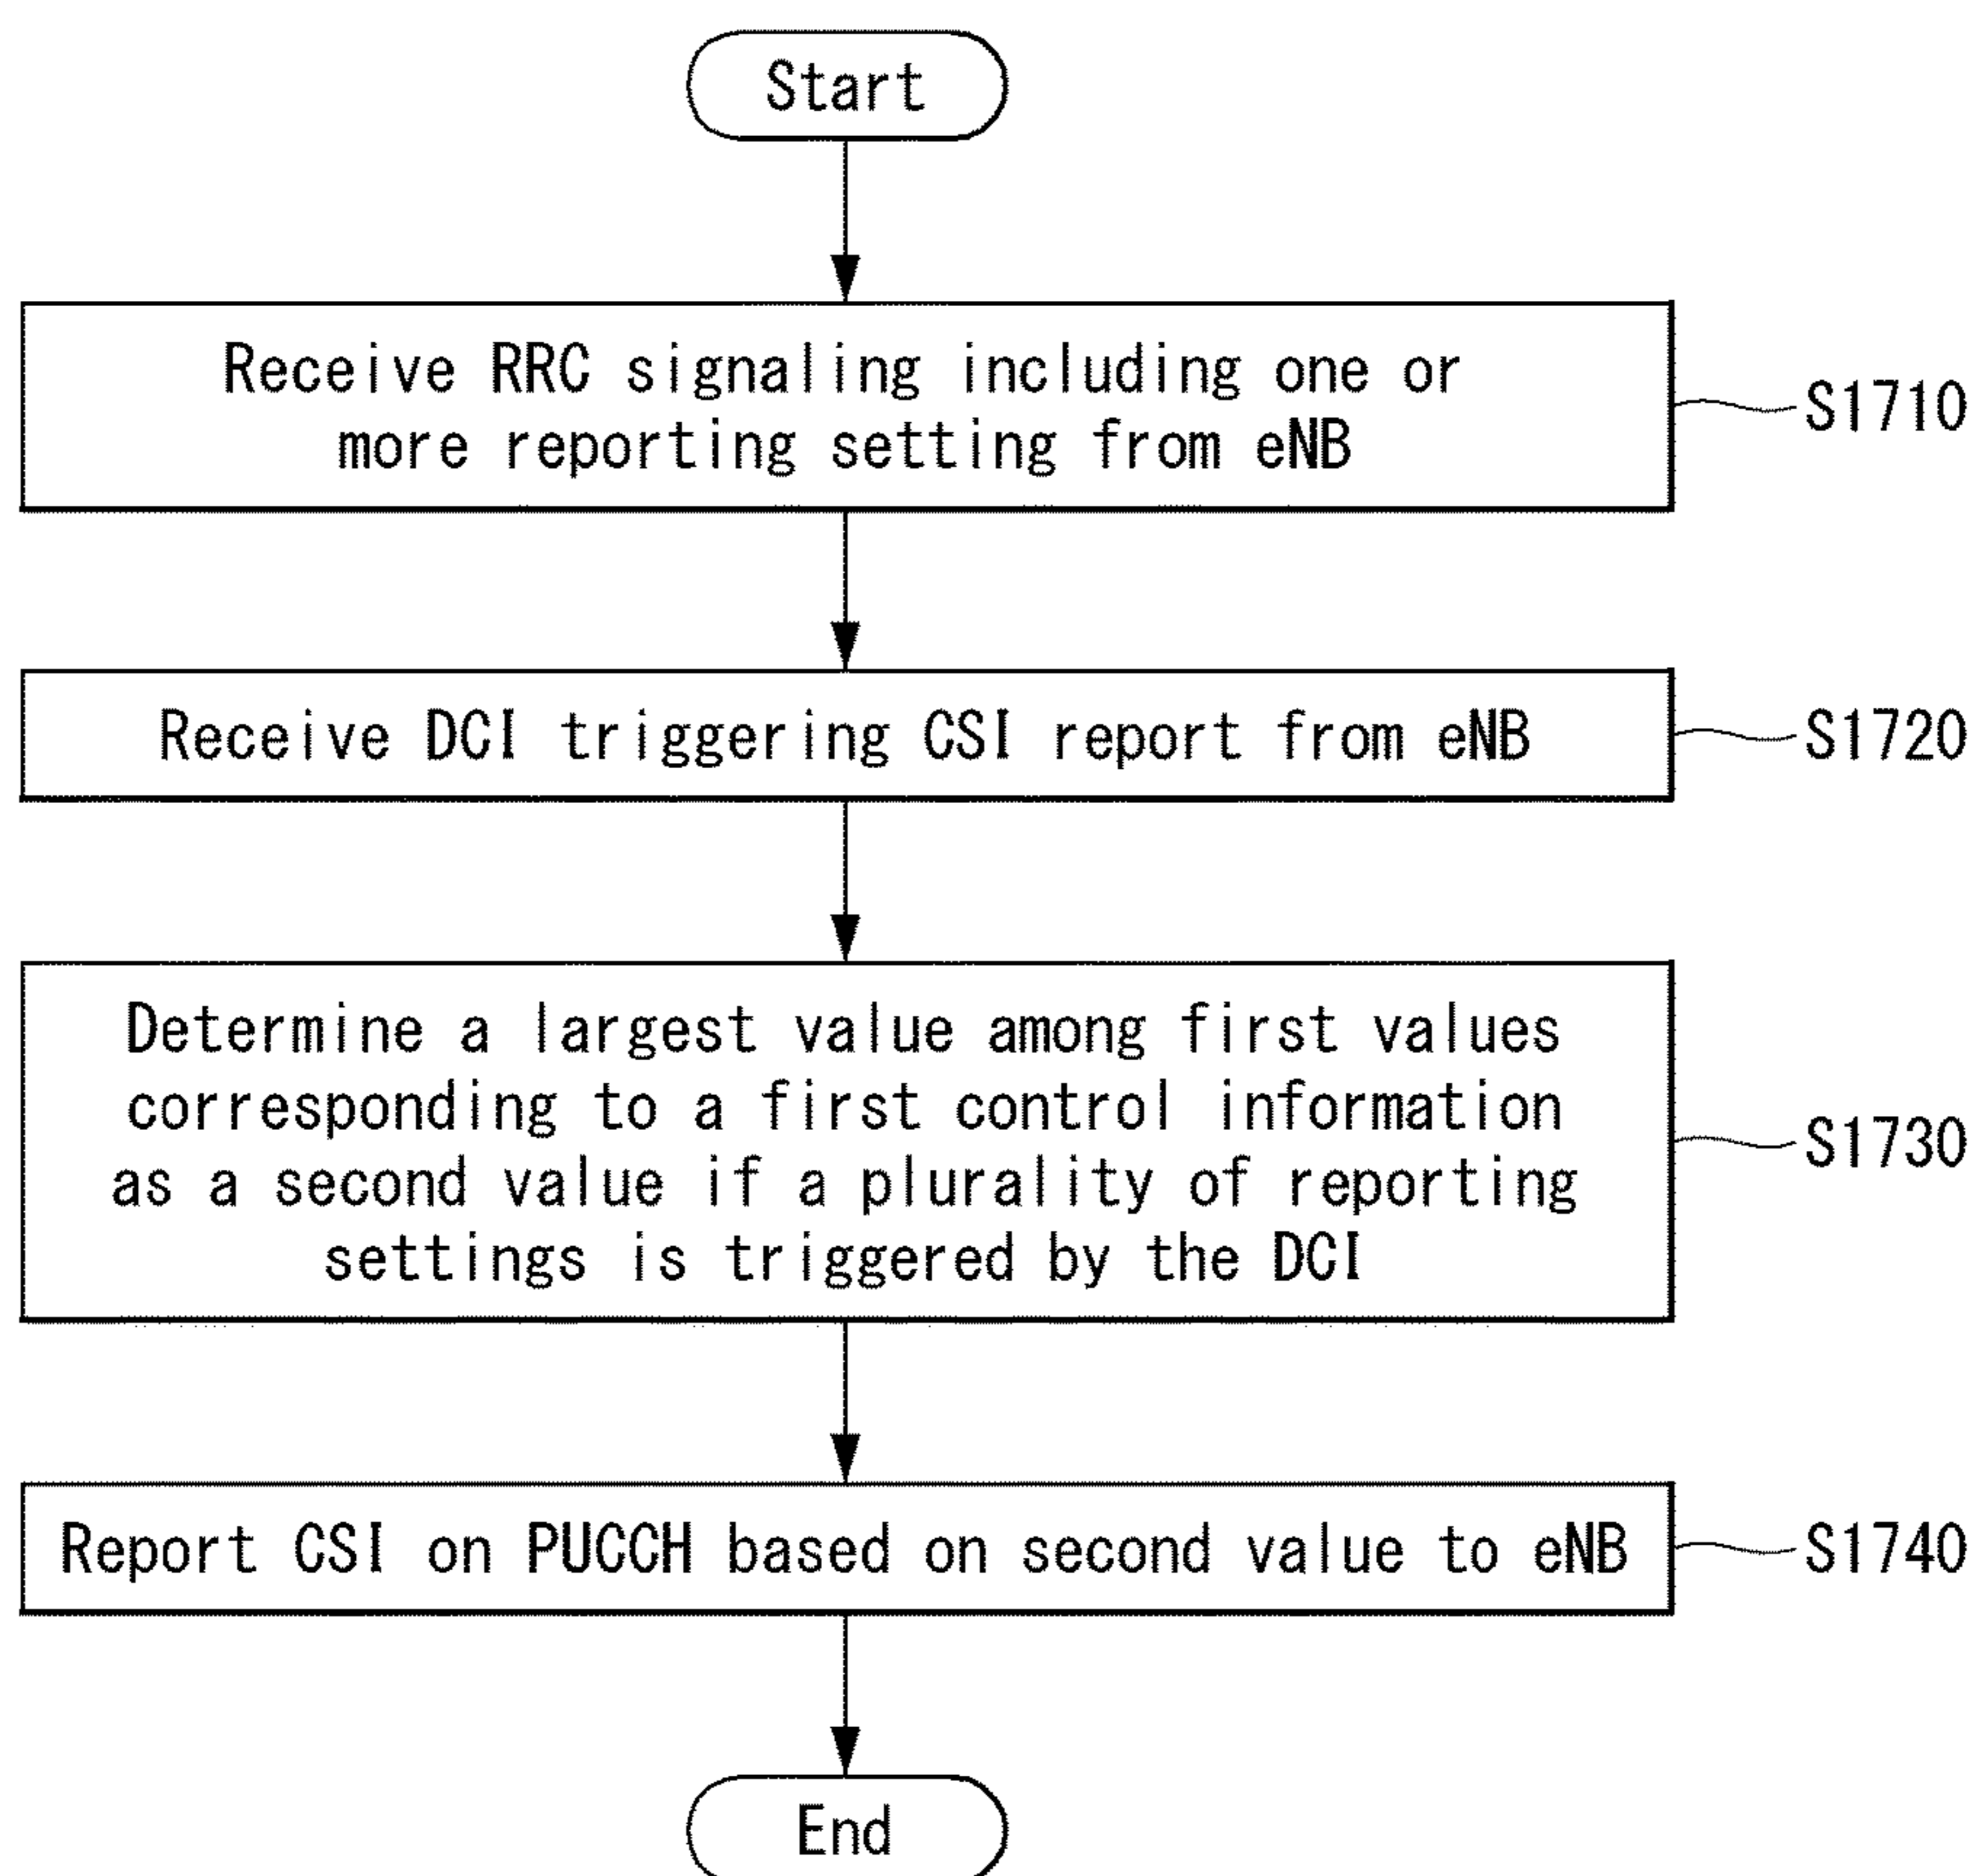 Start
Receive RRC signaling including one or
more reporting setting from eNB
S1710
Receive DCI triggering CSI report from eNB
S1720
Determine a largest value among first values
corresponding to a first control information
as a second value if a plurality of reporting
settings is triggered by the DCI
S1730
Report CSI on PUCCH based on second value to eNB
S1740
End